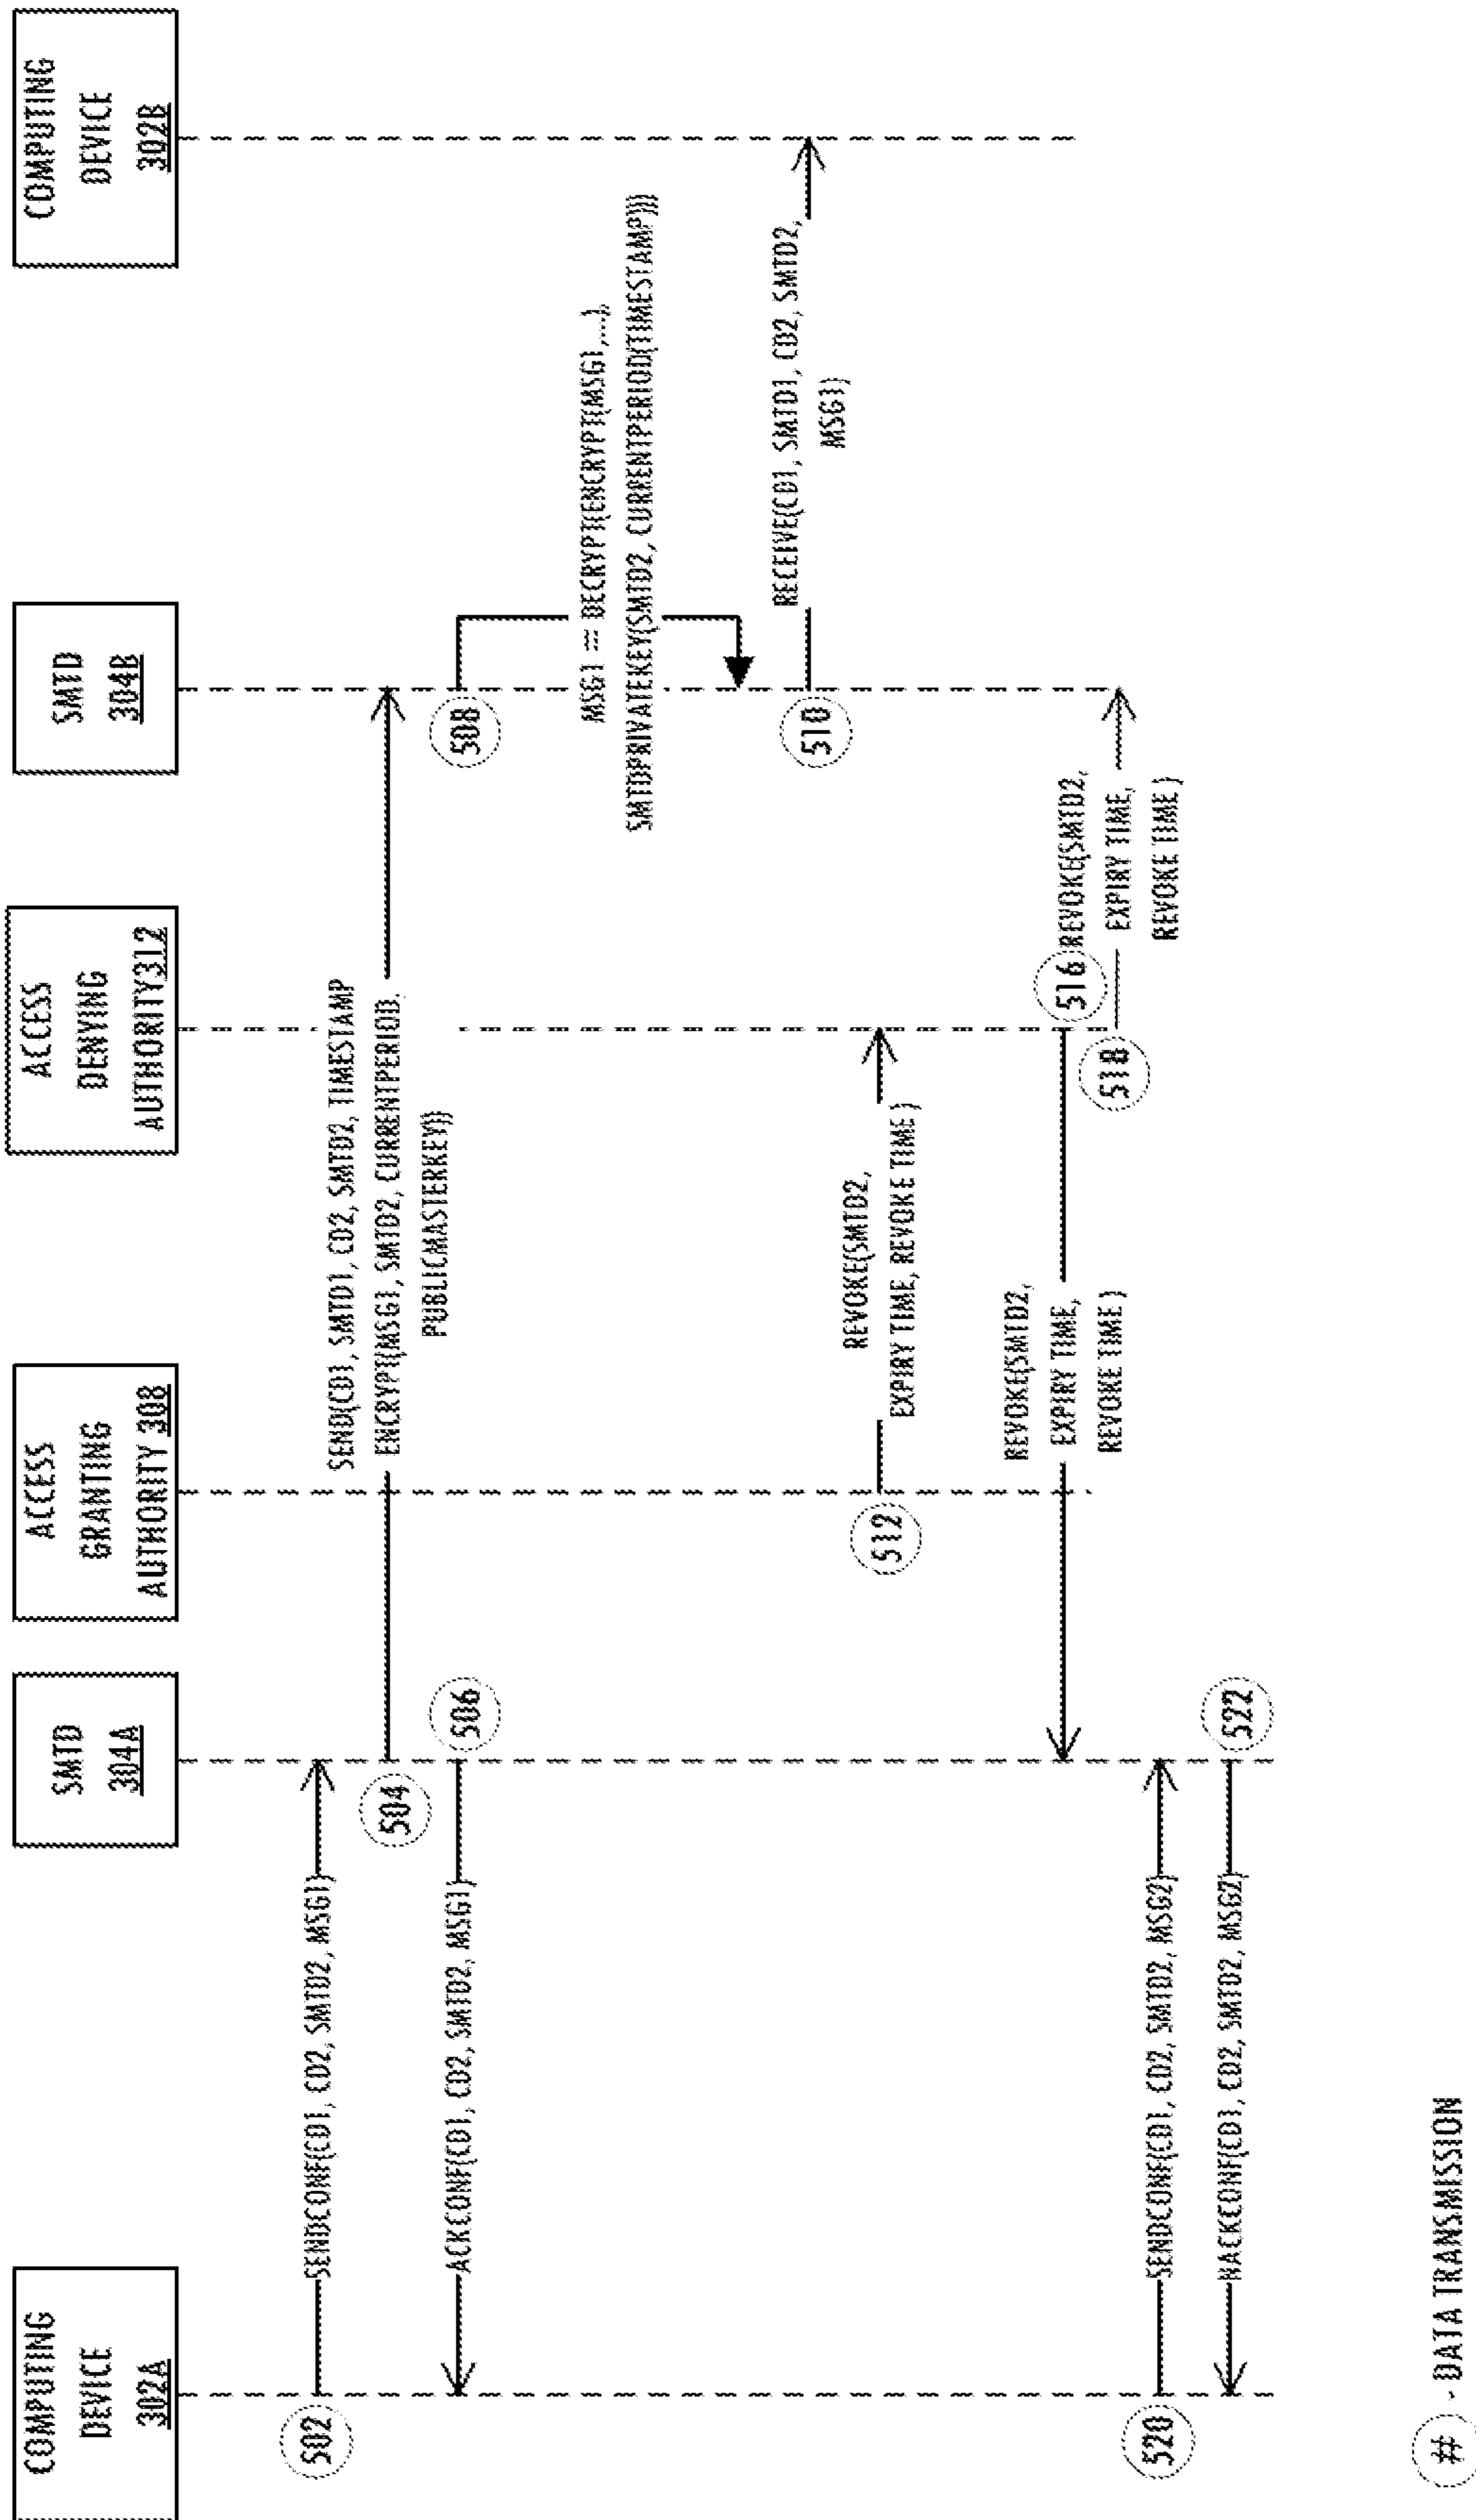 COMPUTING
DEVICE
302A
SMTD
304A
ACCESS
GRANTING
AUTHORITY 308
ACCESS
DENYING
AUTHORITY312
SMTD
304B
COMPUTING
DEVICE
302B
502
SENDCONF(CD1, CD2, SMTD2, MSG1)
504
SEND(CD1, SMTD1, CD2, SMTD2, TIMESTAMP
ENCRYPT(MSG1, SMTD2, CURRENTPERIOD,
PUBLICMASTERKEY))
ACKCONF(CD1, CD2, SMTD2, MSG1)
506
508
MSG1 == DECRYPT(ENCRYPT(MSG1,...),
SMTDPRIVATEKEY(SMTD2, CURRENTPERIOD(TIMESTAMP)))
510
RECEIVE(CD1, SMTD1, CD2, SMTD2,
MSG1)
512
REVOKE(SMTD2,
EXPIRY TIME, REVOKE TIME )
REVOKE(SMTD2,
EXPIRY TIME,
REVOKE TIME )
516
518
REVOKE(SMTD2,
EXPIRY TIME,
REVOKE TIME )
520
SENDCONF(CD1, CD2, SMTD2, MSG2)
NACKCONF(CD1, CD2, SMTD2, MSG2)
522
# - DATA TRANSMISSION